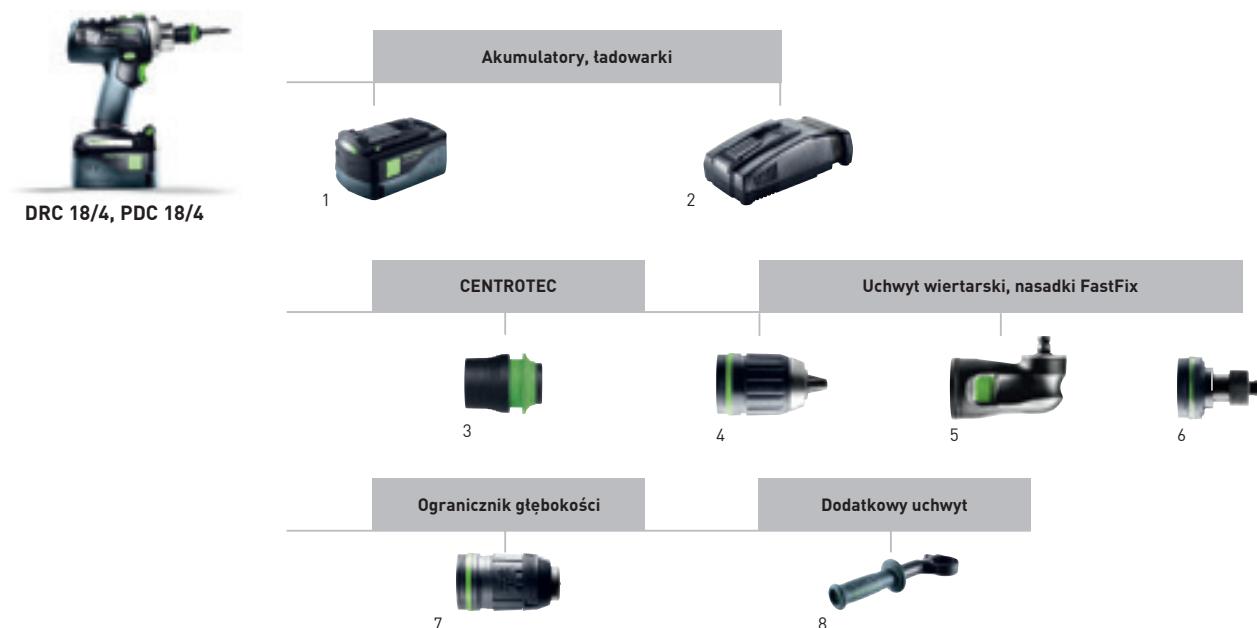 Akumulatory, ładowarki
1
2
DRC 18/4, PDC 18/4
CENTROTEC
Uchwyt wiertarski, nasadki FastFix
3
4
5
6
Ogranicznik głębokości
Dodatkowy uchwyt
7
8